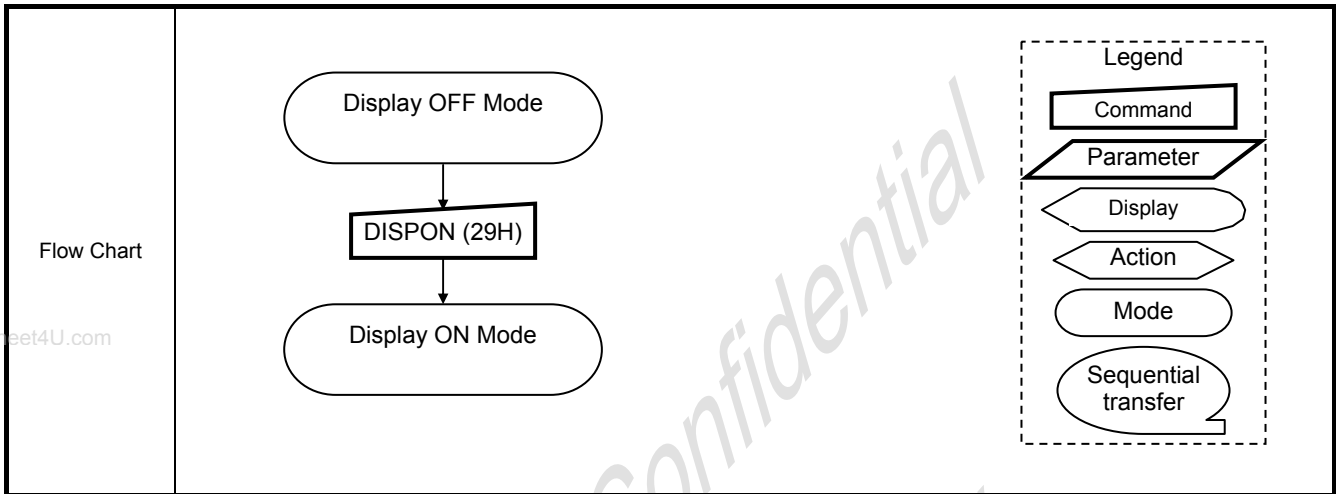 Flow Chart
Display OFF Mode
DISPON (29H)
Display ON Mode
Legend
Command
Parameter
Display
Action
Mode
Sequential
transfer
eet4U.com
Confidential